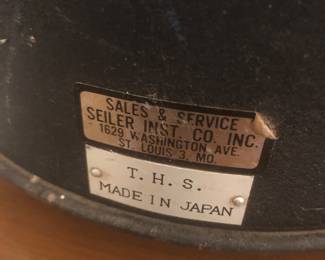 SALES & SERVICE
SEILER INST. CO. INC.
1629 WASHINGTON AVE.
ST. LOUIS 3, MO.
T. H. S.
MADE IN JAPAN